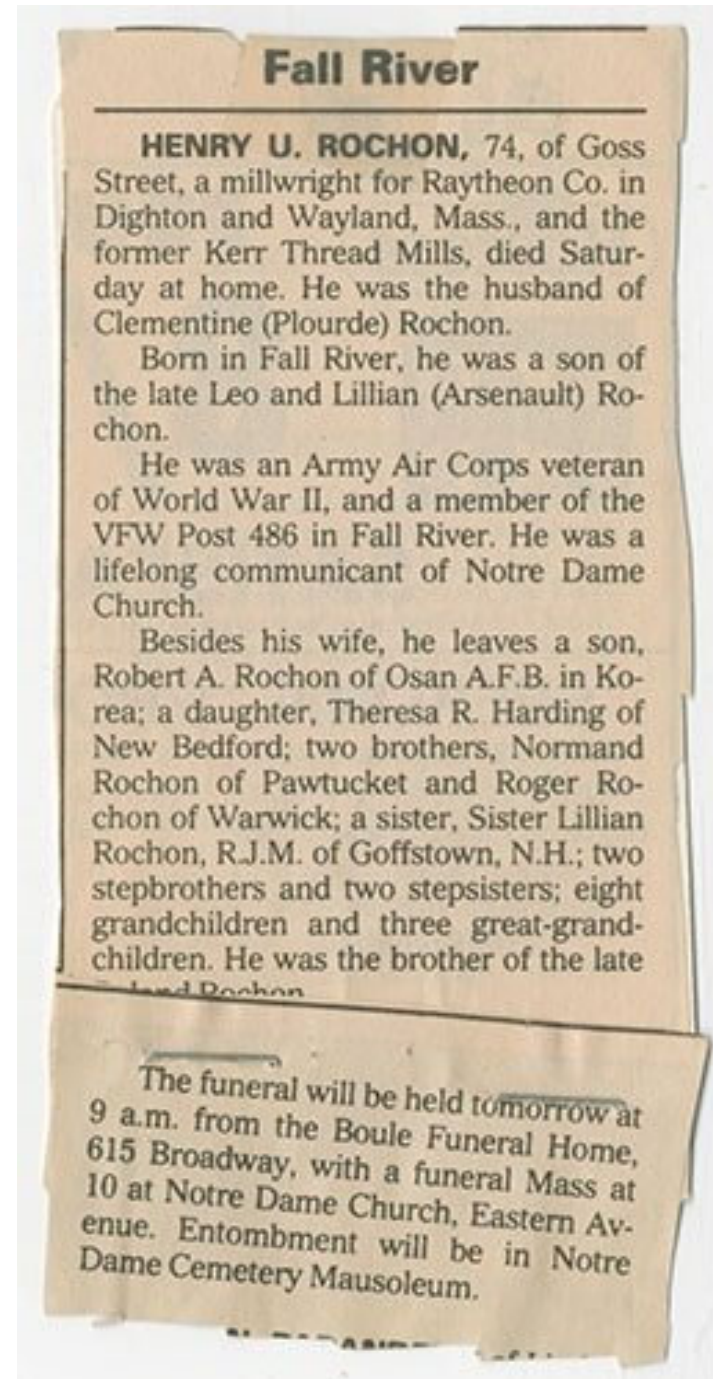 Fall River
HENRY U. ROCHON, 74, of Goss
Street, a millwright for Raytheon Co. in
Dighton and Wayland, Mass., and the
former Kerr Thread Mills, died Satur-
day at home. He was the husband of
Clementine (Plourde) Rochon.
Born in Fall River, he was a son of
the late Leo and Lillian (Arsenault) Ro-
chon.
He was an Army Air Corps veteran
of World War II, and a member of the
VFW Post 486 in Fall River. He was a
lifelong communicant of Notre Dame
Church.
Besides his wife, he leaves a son,
Robert A. Rochon of Osan A.F.B. in Ko-
rea; a daughter, Theresa R. Harding of
New Bedford; two brothers, Normand
Rochon of Pawtucket and Roger Ro-
chon of Warwick; a sister, Sister Lillian
Rochon, R.J.M. of Goffstown, N.H.; two
stepbrothers and two stepsisters; eight
grandchildren and three great-grand-
children. He was the brother of the late
Rochon
The funeral will be held tomorrow at
9 a.m. from the Boule Funeral Home,
615 Broadway, with a funeral Mass at
10 at Notre Dame Church, Eastern Av-
enue. Entombment will be in Notre
Dame Cemetery Mausoleum.